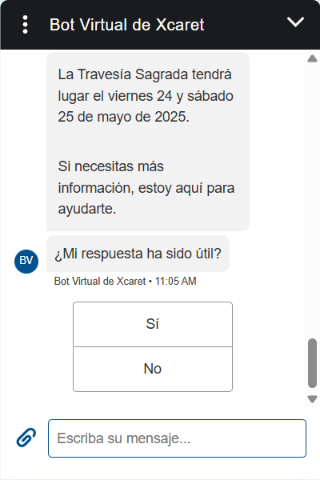 Bot Virtual de Xcaret
La Travesía Sagrada tendrá
lugar el viernes 24 y sábado
25 de mayo de 2025.
Si necesitas más
información, estoy aquí para
ayudarte.
¿Mi respuesta ha sido útil?
BV
Bot Virtual de Xcaret • 11:05 AM
Sí
No
Escriba su mensaje...